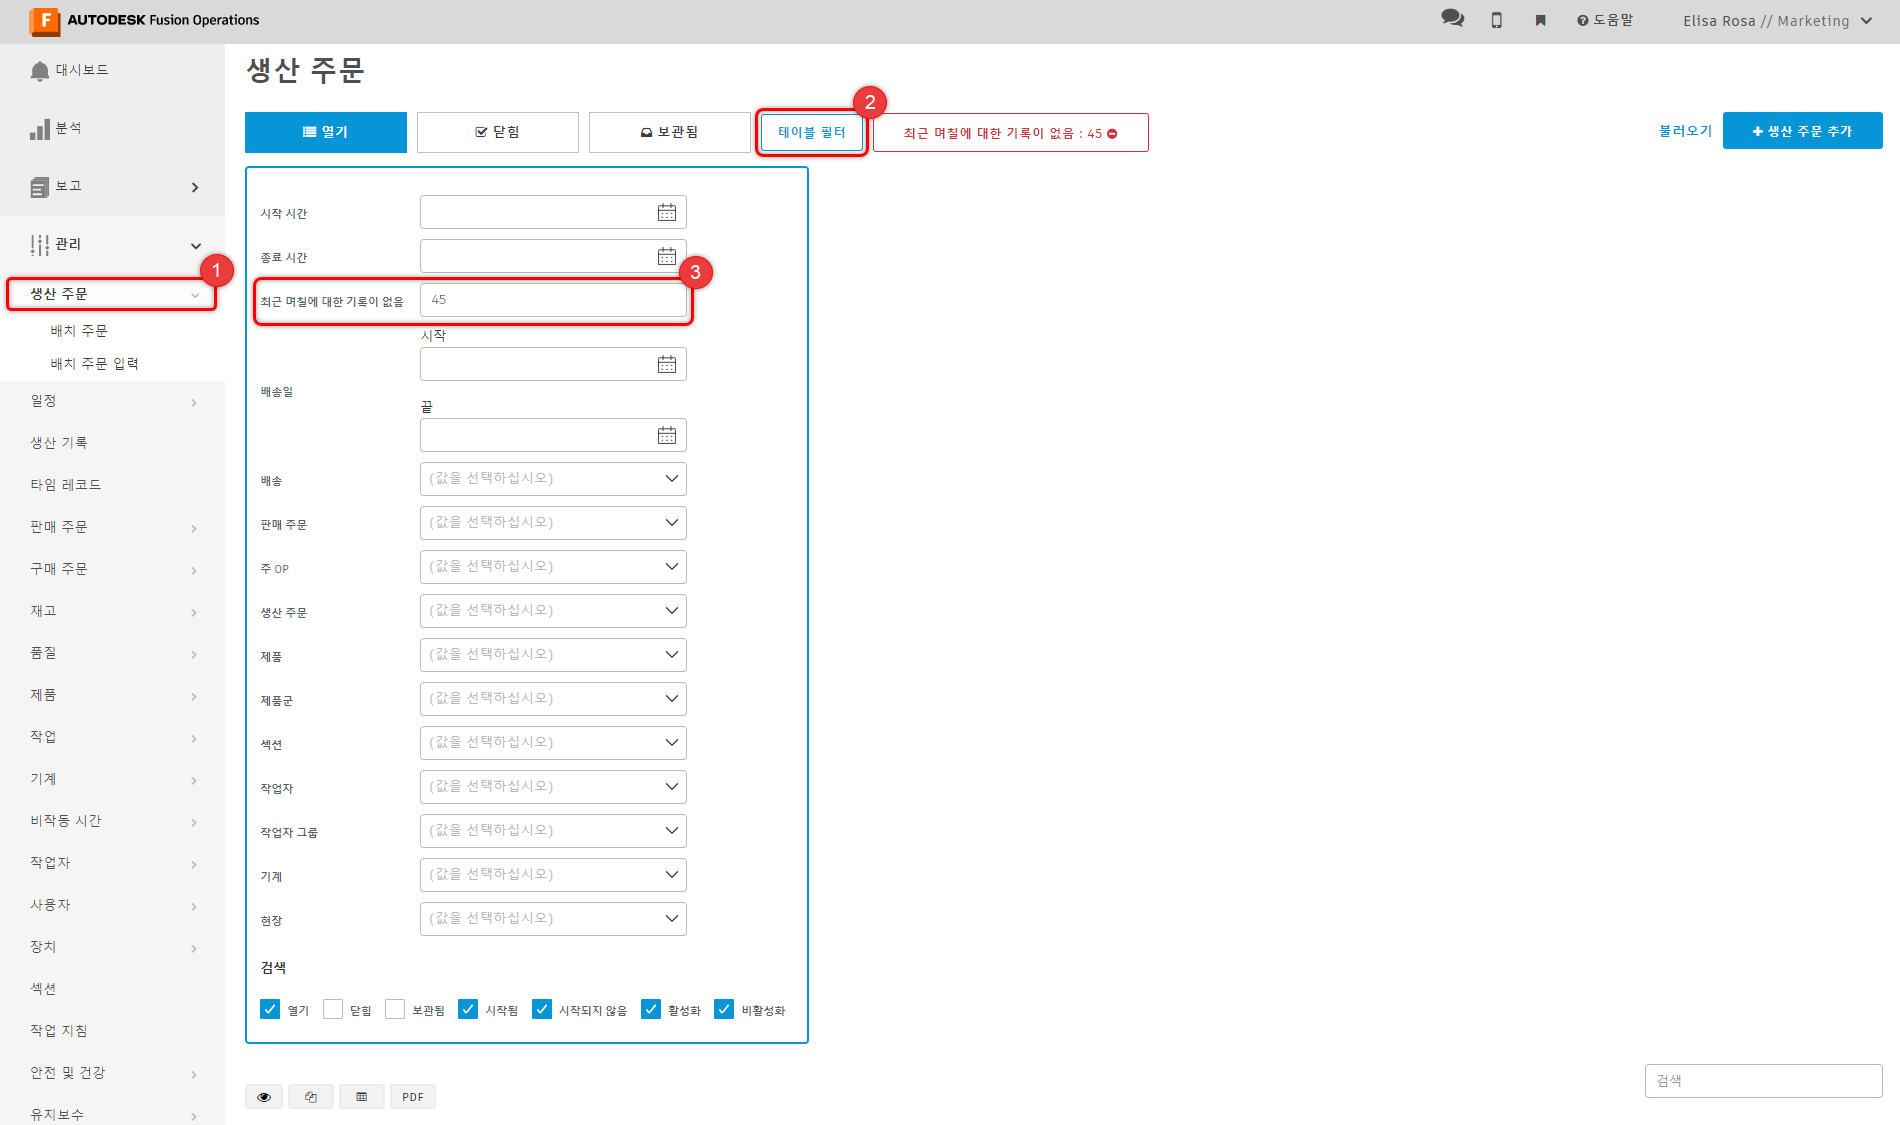 F AUTODESK Fusion Operations
도움말
Elisa Rosa // Marketing
대시보드
분석
보고
관리
1
생산 주문
배치 주문
배치 주문 입력
일정
생산 기록
타임 레코드
판매 주문
구매 주문
재고
품질
제품
작업
기계
비작동 시간
작업자
사용자
장치
섹션
작업 지침
안전 및 건강
유지보수
생산 주문
열기
닫힘
보관됨
테이블 필터
2
최근 며칠에 대한 기록이 없음 : 45
불러오기
+ 생산 주문 추가
시작 시간
종료 시간
3
최근 며칠에 대한 기록이 없음 45
시작
배송일
끝
배송 (값을 선택하십시오)
판매 주문 (값을 선택하십시오)
주 OP (값을 선택하십시오)
생산 주문 (값을 선택하십시오)
제품 (값을 선택하십시오)
제품군 (값을 선택하십시오)
섹션 (값을 선택하십시오)
작업자 (값을 선택하십시오)
작업자 그룹 (값을 선택하십시오)
기계 (값을 선택하십시오)
현장 (값을 선택하십시오)
검색
열기 닫힘 보관됨 시작됨 시작되지 않음 활성화 비활성화
PDF
검색